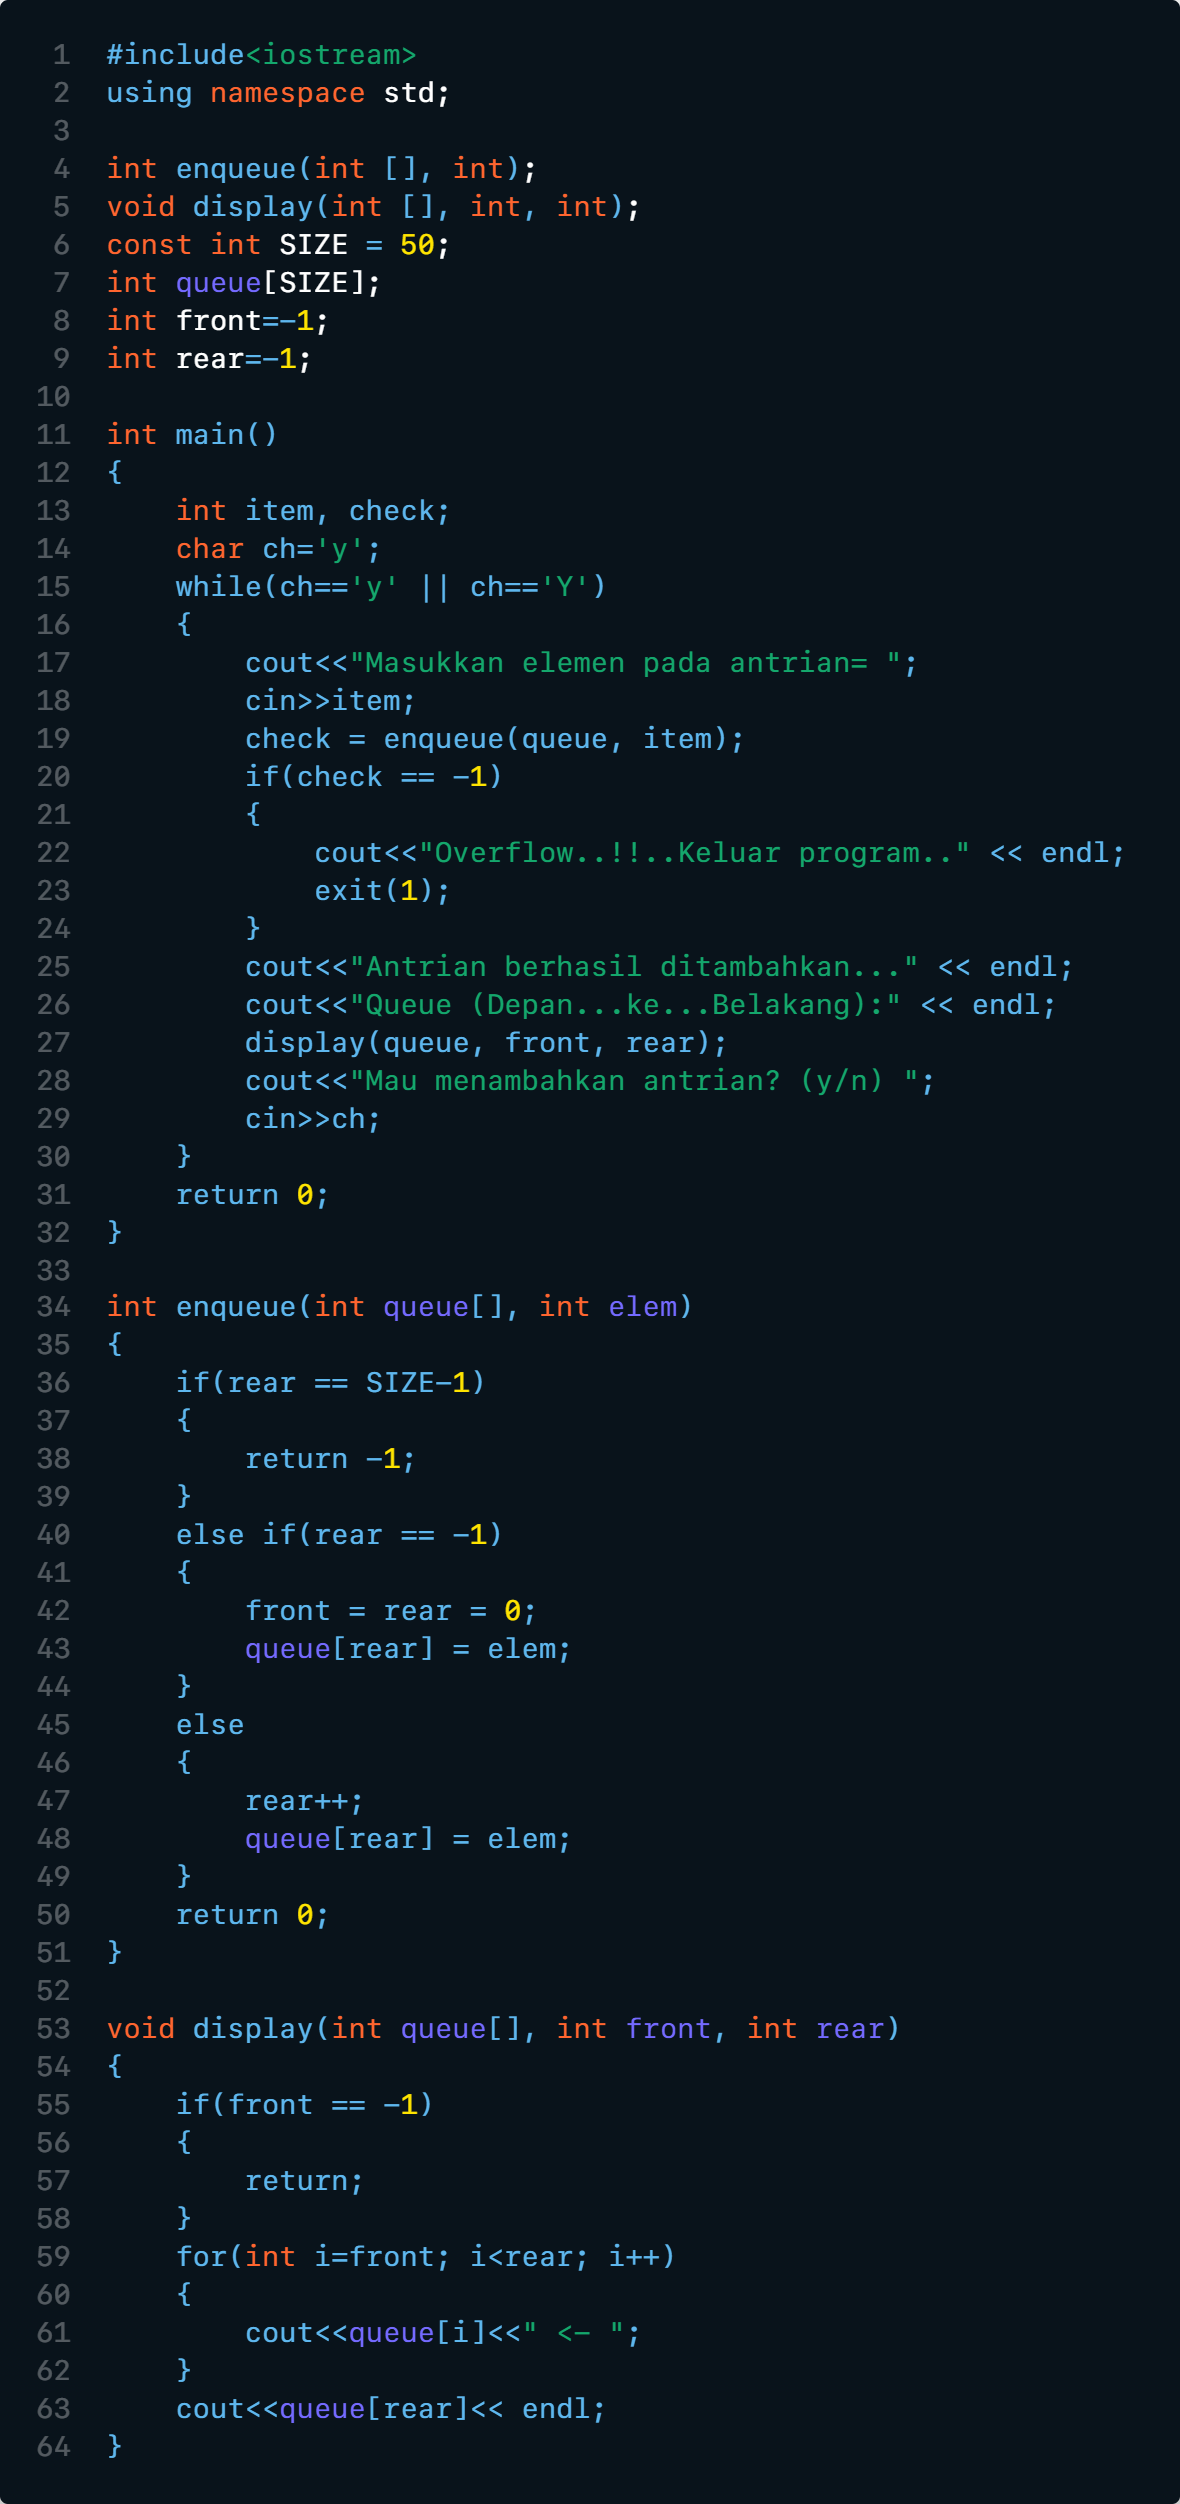 1 #include<iostream>
2 using namespace std;
3
4 int enqueue(int [], int);
5 void display(int [], int, int);
6 const int SIZE = 50;
7 int queue[SIZE];
8 int front=-1;
9 int rear=-1;
10
11 int main()
12 {
13     int item, check;
14     char ch='y';
15     while(ch=='y' || ch=='Y')
16     {
17         cout<<"Masukkan elemen pada antrian= ";
18         cin>>item;
19         check = enqueue(queue, item);
20         if(check == -1)
21         {
22             cout<<"Overflow..!!..Keluar program.." << endl;
23             exit(1);
24         }
25         cout<<"Antrian berhasil ditambahkan..." << endl;
26         cout<<"Queue (Depan...ke...Belakang):" << endl;
27         display(queue, front, rear);
28         cout<<"Mau menambahkan antrian? (y/n) ";
29         cin>>ch;
30     }
31     return 0;
32 }
33
34 int enqueue(int queue[], int elem)
35 {
36     if(rear == SIZE-1)
37     {
38         return -1;
39     }
40     else if(rear == -1)
41     {
42         front = rear = 0;
43         queue[rear] = elem;
44     }
45     else
46     {
47         rear++;
48         queue[rear] = elem;
49     }
50     return 0;
51 }
52
53 void display(int queue[], int front, int rear)
54 {
55     if(front == -1)
56     {
57         return;
58     }
59     for(int i=front; i<rear; i++)
60     {
61         cout<<queue[i]<<" <- ";
62     }
63     cout<<queue[rear]<< endl;
64 }